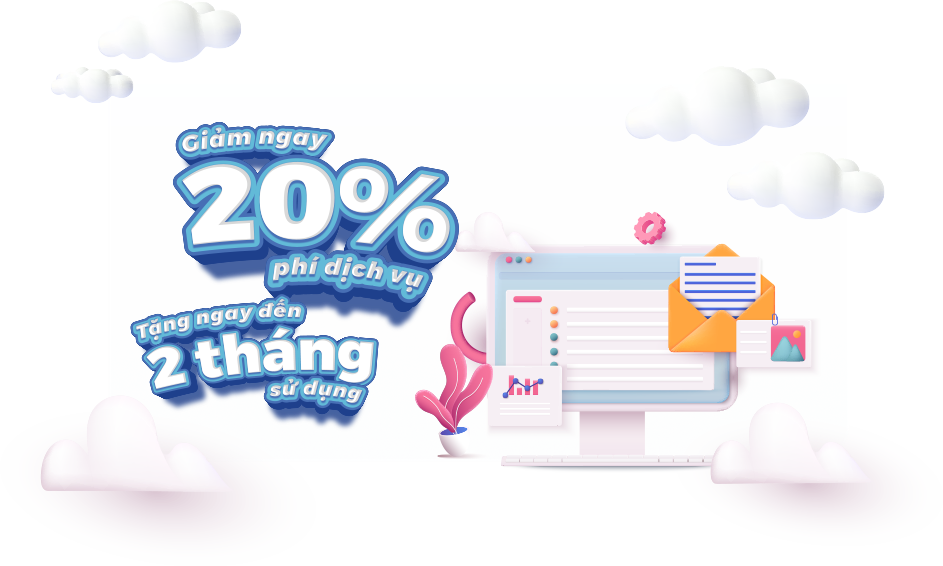 Giảm ngay
20%
phí dịch vụ
Tặng ngay đến
2 tháng
sử dụng